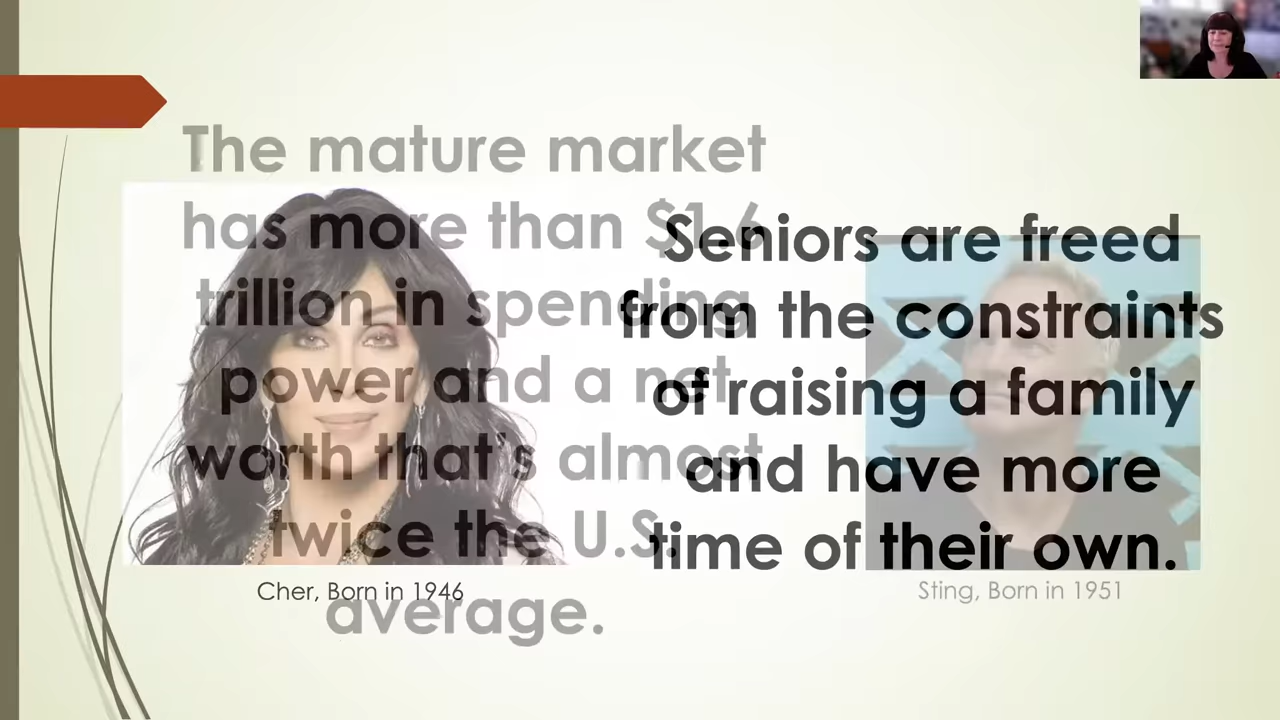 The mature market
has more than $1.6
trillion in spending
power and a net
worth that's almost
twice the U.S.
average.
Seniors are freed
from the constraints
of raising a family
and have more
time of their own.
Cher, Born in 1946
Sting, Born in 1951